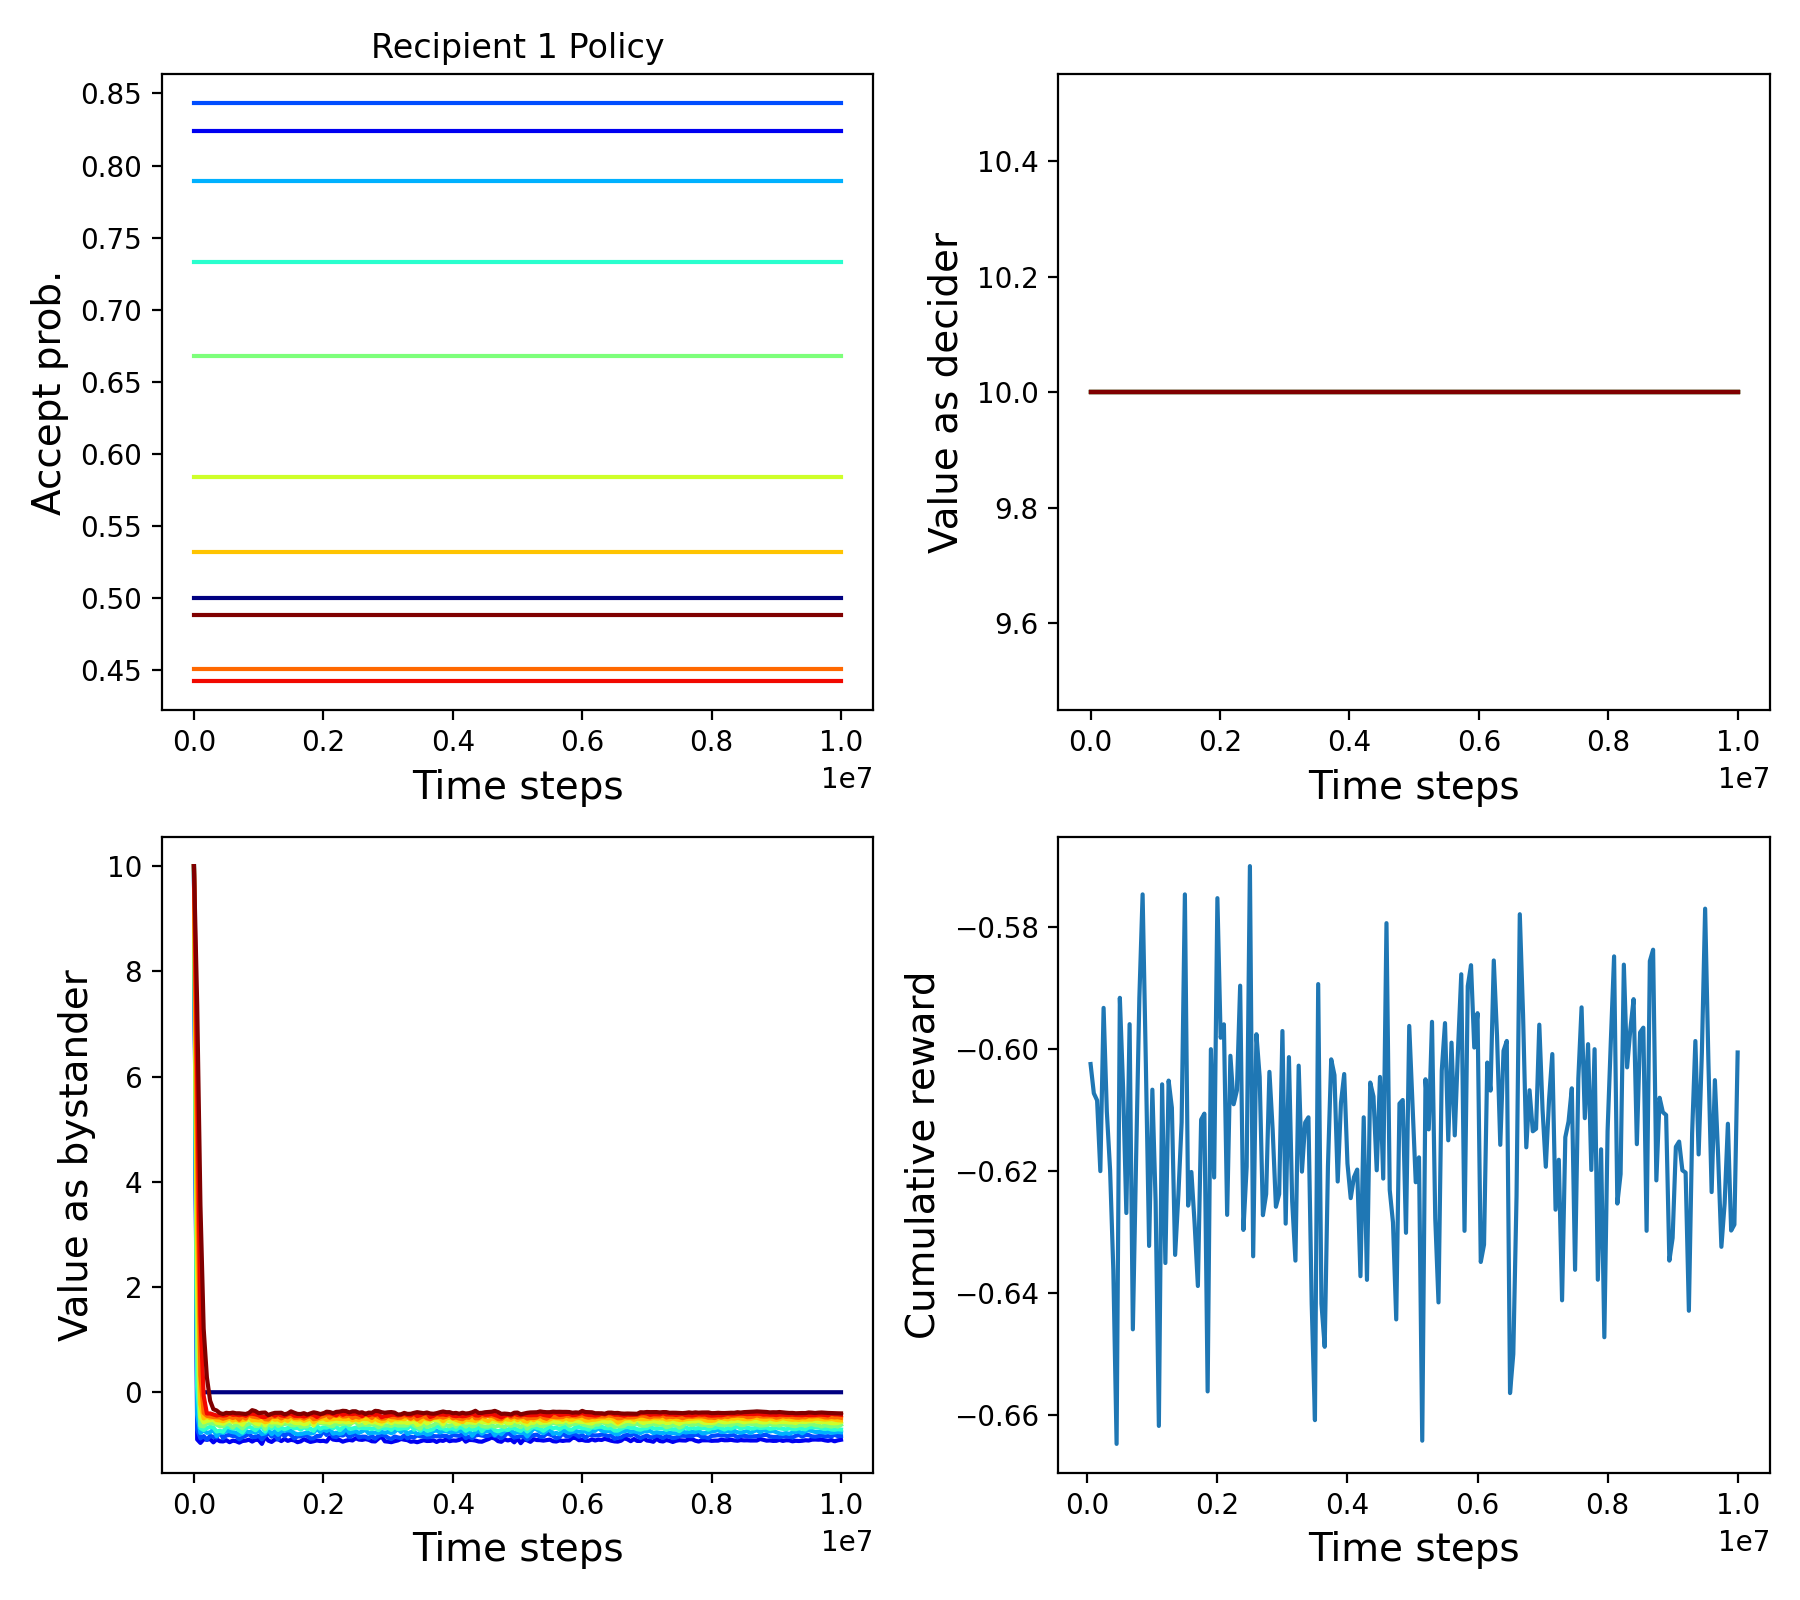 Recipient 1 Policy
Accept prob.
0.85
0.80
0.75
0.70
0.65
0.60
0.55
0.50
0.45
0.0 0.2 0.4 0.6 0.8 1.0
1e7
Time steps
Value as decider
10.4
10.2
10.0
9.8
9.6
0.0 0.2 0.4 0.6 0.8 1.0
1e7
Time steps
Value as bystander
10
8
6
4
2
0
0.0 0.2 0.4 0.6 0.8 1.0
1e7
Time steps
Cumulative reward
−0.58
−0.60
−0.62
−0.64
−0.66
0.0 0.2 0.4 0.6 0.8 1.0
1e7
Time steps